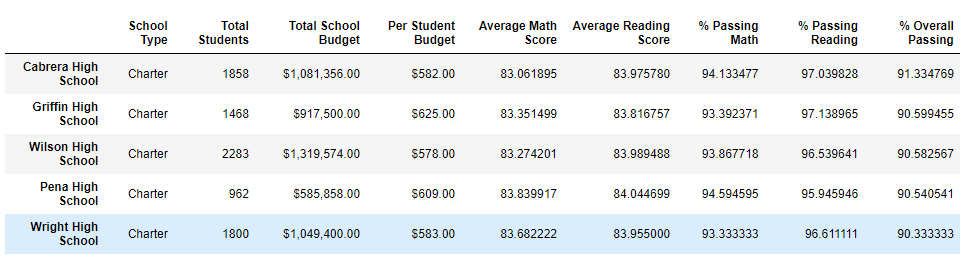 School Type Total Students Total School Budget Per Student Budget Average Math Score Average Reading Score % Passing Math % Passing Reading % Overall Passing
Cabrera High School Charter 1858 $1,081,356.00 $582.00 83.061895 83.975780 94.133477 97.039828 91.334769
Griffin High School Charter 1468 $917,500.00 $625.00 83.351499 83.816757 93.392371 97.138965 90.599455
Wilson High School Charter 2283 $1,319,574.00 $578.00 83.274201 83.989488 93.867718 96.539641 90.582567
Pena High School Charter 962 $585,858.00 $609.00 83.839917 84.044699 94.594595 95.945946 90.540541
Wright High School Charter 1800 $1,049,400.00 $583.00 83.682222 83.955000 93.333333 96.611111 90.333333